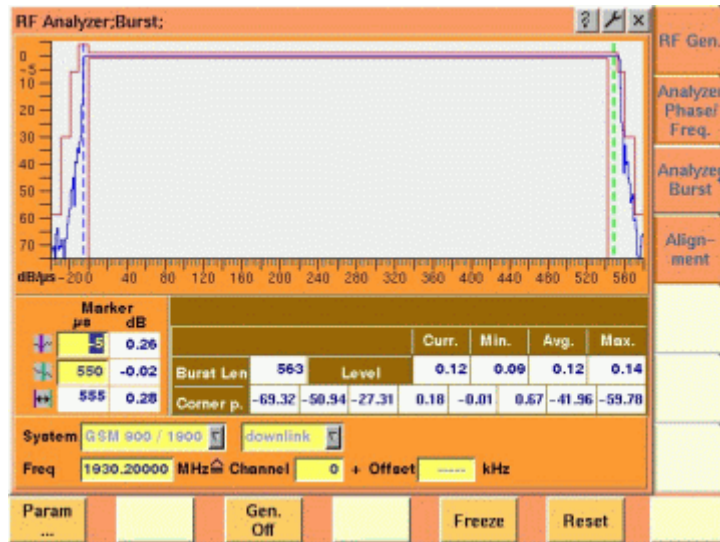 RF Analyzer;Burst;
?
×
RF Gen.
Analyzer Phase/ Freq.
Analyzer Burst
Align-ment
0
-5
10
20
30
40
50
60
70
dB/µs -20 0 40 80 120 160 200 240 280 320 360 400 440 480 520 560
Marker
µs dB
-5 0.26
550 -0.02
555 0.28
Curr. Min. Avg. Max.
Burst Len 563 Level 0.12 0.09 0.12 0.14
Corner p. -69.32 -50.94 -27.31 0.18 -0.01 0.67 -41.96 -59.78
System GSM 900 / 1900 downlink
Freq 1930.20000 MHz≙ Channel 0 + Offset ----- kHz
Param ...
Gen. Off
Freeze
Reset